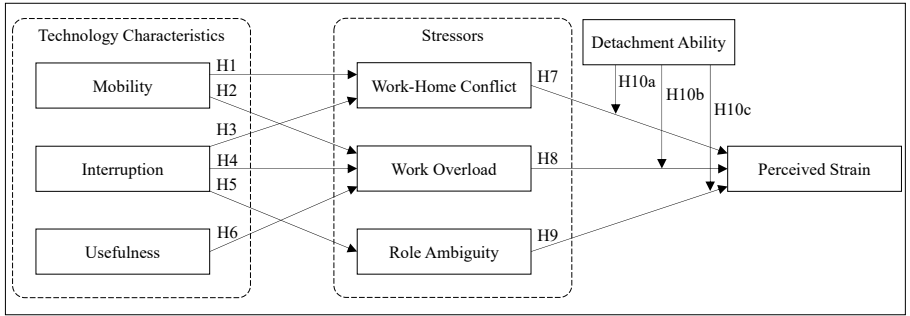 Technology Characteristics
Mobility
Interruption
Usefulness
H1
H2
H3
H4
H5
H6
Stressors
Work-Home Conflict
Work Overload
Role Ambiguity
H7
H8
H9
Detachment Ability
H10a
H10b
H10c
Perceived Strain